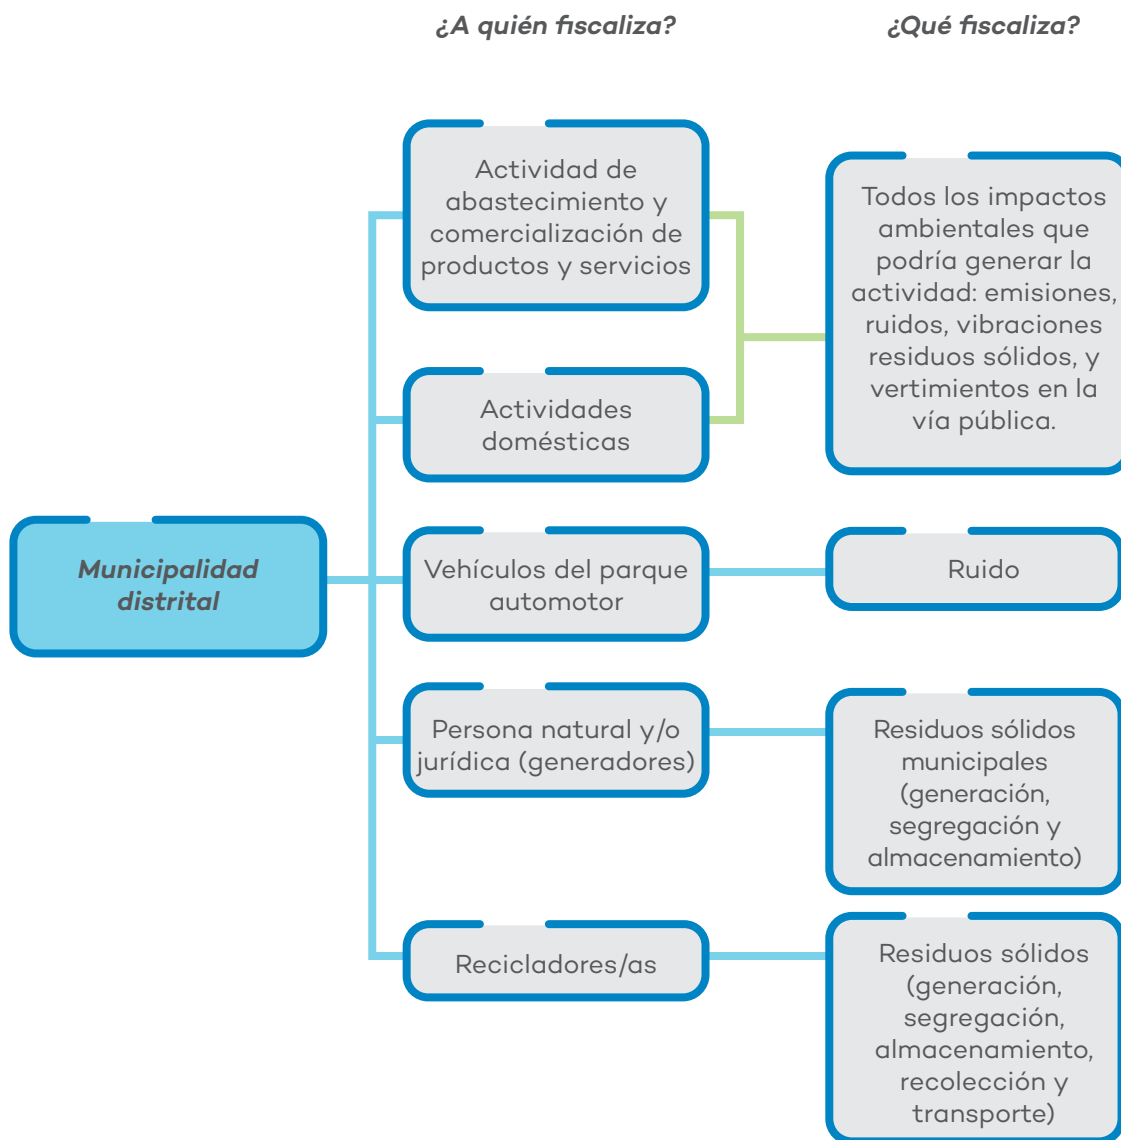 ¿A quién fiscaliza?
¿Qué fiscaliza?
Actividad de
abastecimiento y
comercialización de
productos y servicios
Todos los impactos
ambientales que
podría generar la
actividad: emisiones,
ruidos, vibraciones
residuos sólidos, y
vertimientos en la
vía pública.
Actividades
domésticas
Municipalidad
distrital
Vehículos del parque
automotor
Ruido
Persona natural y/o
jurídica (generadores)
Residuos sólidos
municipales
(generación,
segregación y
almacenamiento)
Recicladores/as
Residuos sólidos
(generación,
segregación,
almacenamiento,
recolección y
transporte)